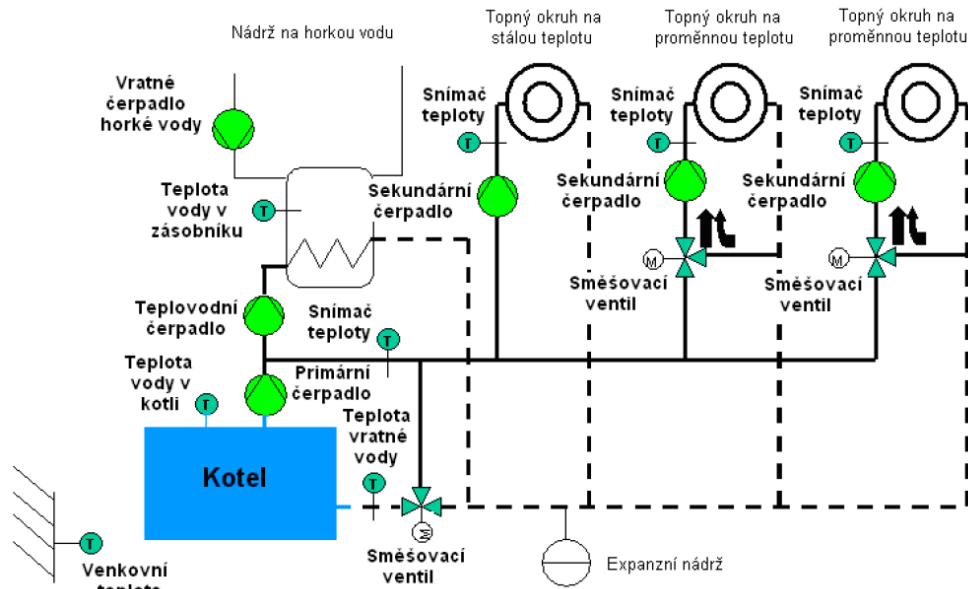 Nádrž na horkou vodu
Topný okruh na
stálou teplotu
Topný okruh na
proměnnou teplotu
Topný okruh na
proměnnou teplotu
Vratné
čerpadlo
horké vody
Snímač
teploty
T
Snímač
teploty
T
Snímač
teploty
T
Teplota
vody v
zásobníku
T
Sekundární
čerpadlo
Sekundární
čerpadlo
Sekundární
čerpadlo
M
Směšovací
ventil
M
Směšovací
ventil
Teplovodní
čerpadlo
Snímač
teploty
T
Teplota
vody v
kotli
T
Primární
čerpadlo
Teplota
vratné
vody
T
Kotel
M
Směšovací
ventil
Expanzní nádrž
T
Venkovní
teplota